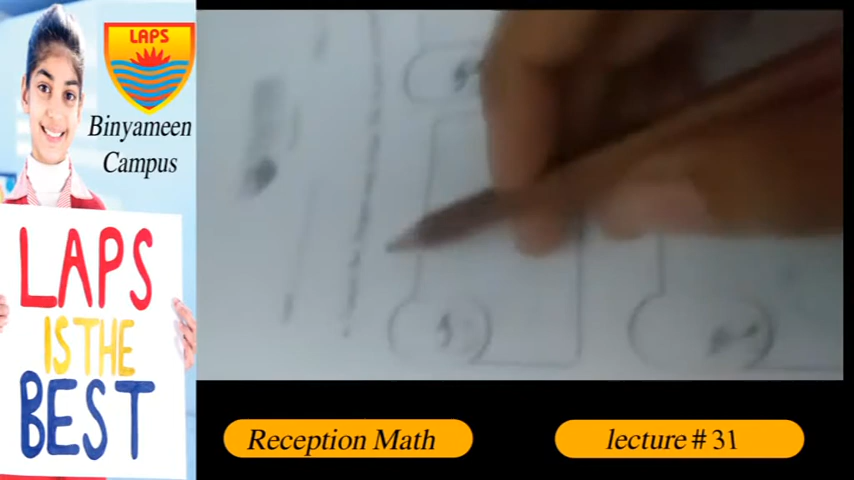 LAPS
Binyameen
Campus
LAPS
IS THE
BEST
Reception Math
lecture # 31